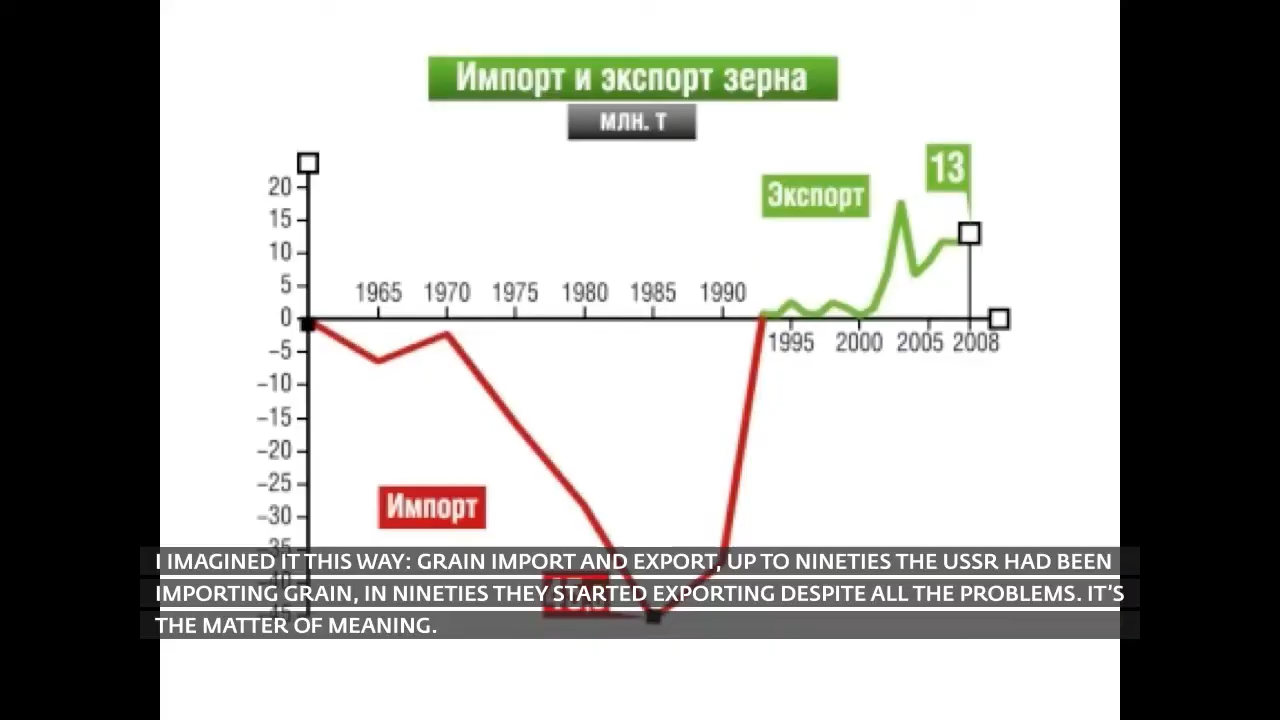 Импорт и экспорт зерна
млн. т
13
Экспорт
20
15
10
5
0
1965 1970 1975 1980 1985 1990
1995 2000 2005 2008
–5
–10
–15
–20
–25
–30
Импорт
I IMAGINED IT THIS WAY: GRAIN IMPORT AND EXPORT, UP TO NINETIES THE USSR HAD BEEN
IMPORTING GRAIN, IN NINETIES THEY STARTED EXPORTING DESPITE ALL THE PROBLEMS. IT’S
THE MATTER OF MEANING.